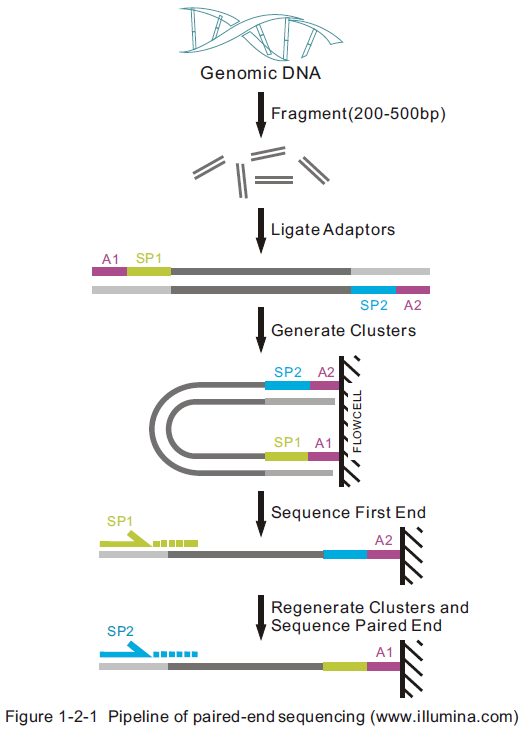 Genomic DNA
Fragment(200-500bp)
Ligate Adaptors
A1 SP1
SP2 A2
Generate Clusters
SP2 A2
FLOWCELL
SP1 A1
Sequence First End
SP1
A2
Regenerate Clusters and
Sequence Paired End
SP2
A1
Figure 1-2-1 Pipeline of paired-end sequencing (www.illumina.com)